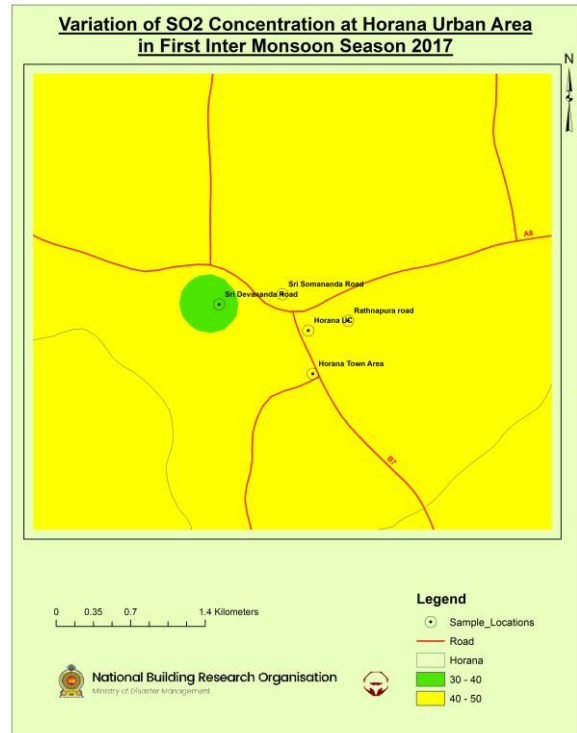 Variation of SO2 Concentration at Horana Urban Area
in First Inter Monsoon Season 2017
N
A8
Sri Somananda Road
Sri Devananda Road
Rathnapura road
Horana UC
Horana Town Area
B7
0 0.35 0.7 1.4 Kilometers
Legend
Sample_Locations
Road
Horana
30 - 40
40 - 50
National Building Research Organisation
Ministry of Disaster Management